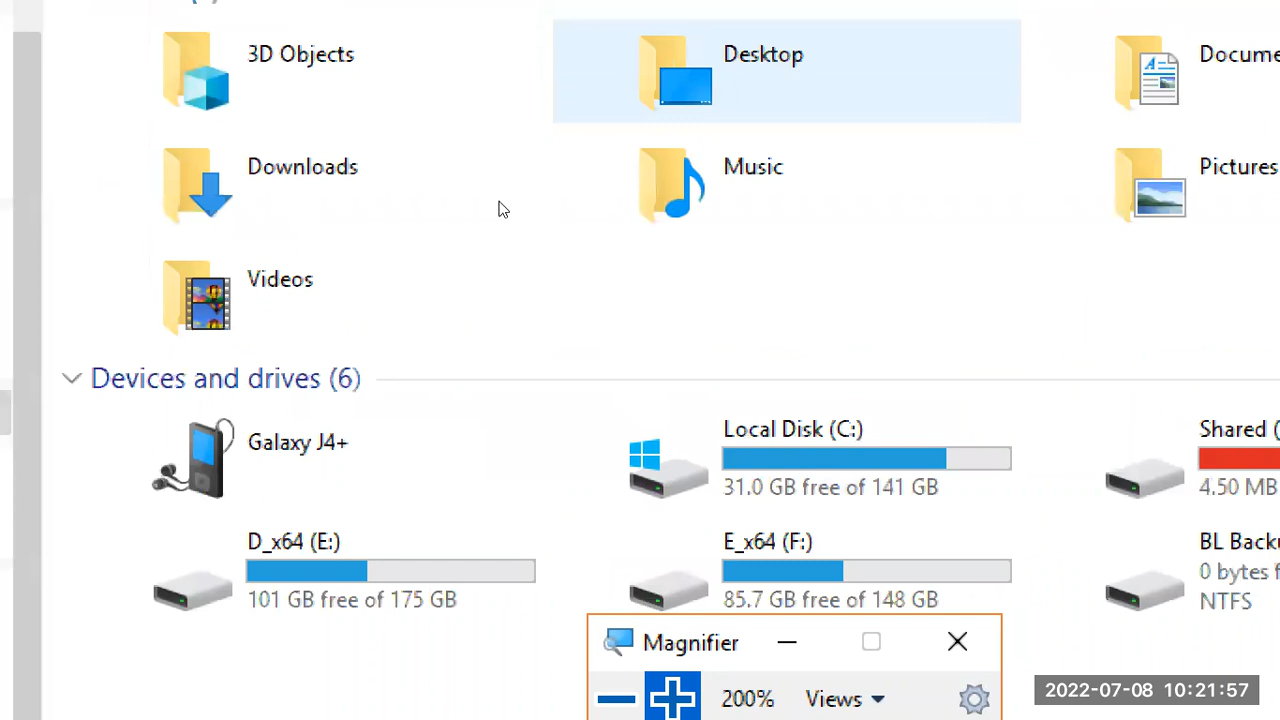 3D Objects
Desktop
Downloads
Music
Pictures
Videos
Devices and drives (6)
Galaxy J4+
Local Disk (C:)
31.0 GB free of 141 GB
Shared (
4.50 MB
D_x64 (E:)
101 GB free of 175 GB
E_x64 (F:)
85.7 GB free of 148 GB
BL
0 bytes
NTFS
Magnifier
200%
Views
2022-07-08 10:21:57